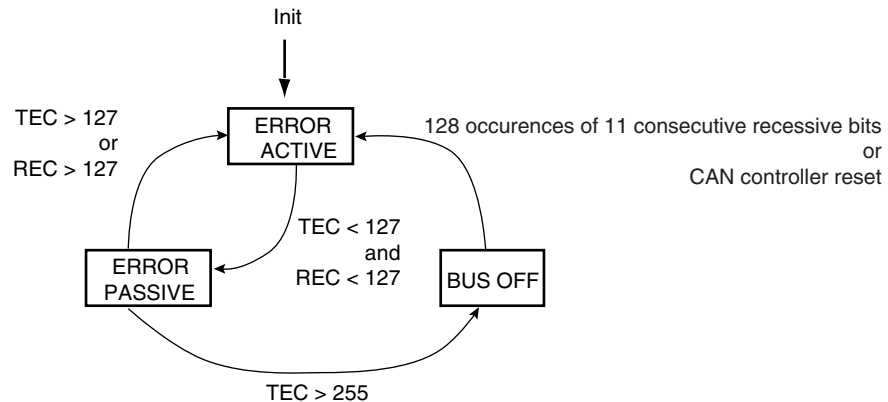 Init
TEC > 127
or
REC > 127
ERROR
ACTIVE
128 occurences of 11 consecutive recessive bits
or
CAN controller reset
TEC < 127
and
REC < 127
ERROR
PASSIVE
BUS OFF
TEC > 255